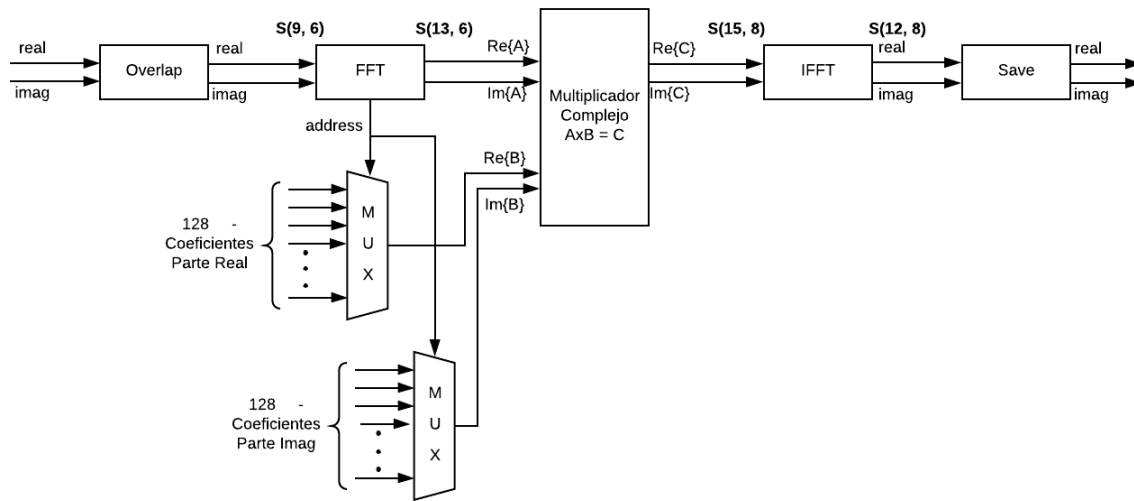 S(9, 6)
S(13, 6)
S(15, 8)
S(12, 8)
real
imag
Overlap
real
imag
FFT
Re{A}
Im{A}
Multiplicador
Complejo
AxB = C
Re{C}
Im{C}
IFFT
real
imag
Save
real
imag
address
Re{B}
Im{B}
128 -
Coeficientes
Parte Real
M
U
X
128 -
Coeficientes
Parte Imag
M
U
X